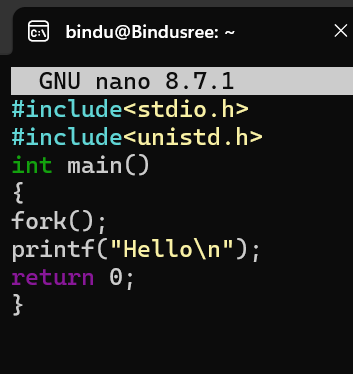 bindu@Bindusree: ~
GNU nano 8.7.1
#include<stdio.h>
#include<unistd.h>
int main()
{
fork();
printf("Hello\n");
return 0;
}